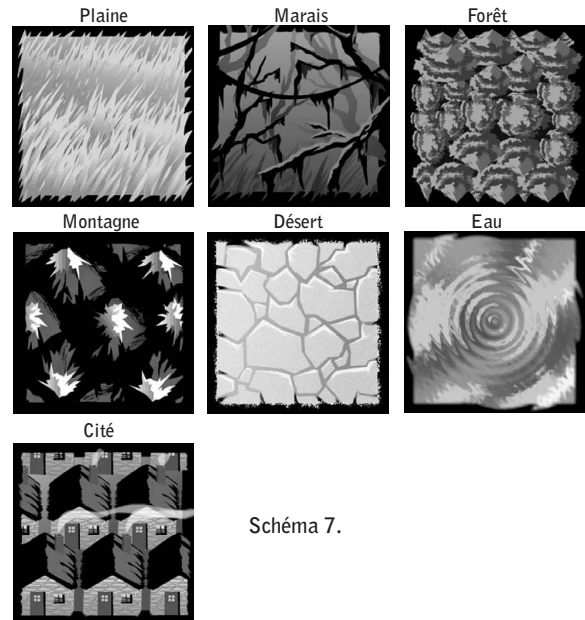 Plaine
Marais
Forêt
Montagne
Désert
Eau
Cité
Schéma 7.